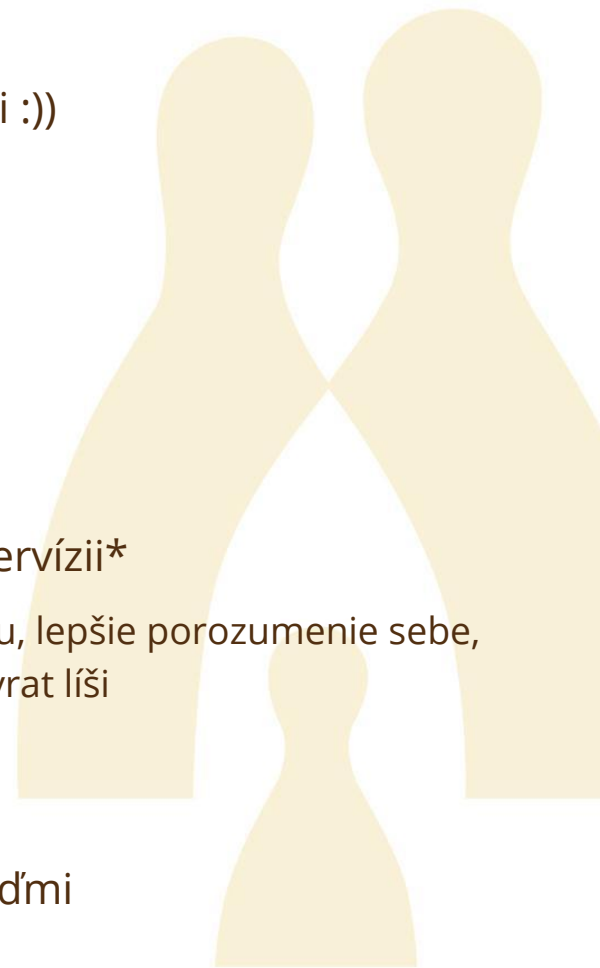 i :))
ervízii*
u, lepšie porozumenie sebe,
vrat líši
ďmi